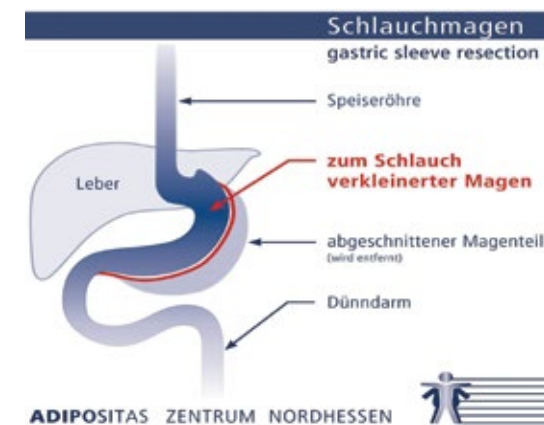 Schlauchmagen
gastric sleeve resection
Speiseröhre
Leber
zum Schlauch
verkleinerter Magen
abgeschnittener Magenteil
(wird entfernt)
Dünndarm
ADIPOSITAS ZENTRUM NORDHESSEN